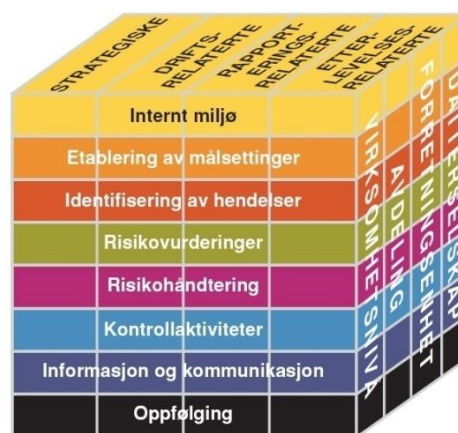 STRATEGISKE
DRIFTS-
RELATERTE
RAPPORT-
ERINGS-
RELATERTE
ETTER-
LEVELSES-
RELATERTE
Internt miljø
Etablering av målsettinger
Identifisering av hendelser
Risikovurderinger
Risikohåndtering
Kontrollaktiviteter
Informasjon og kommunikasjon
Oppfølging
VIRKSOMHETSNIVÅ
AVDELING
FORRETNINGSENHET
DATTERSELSKAP